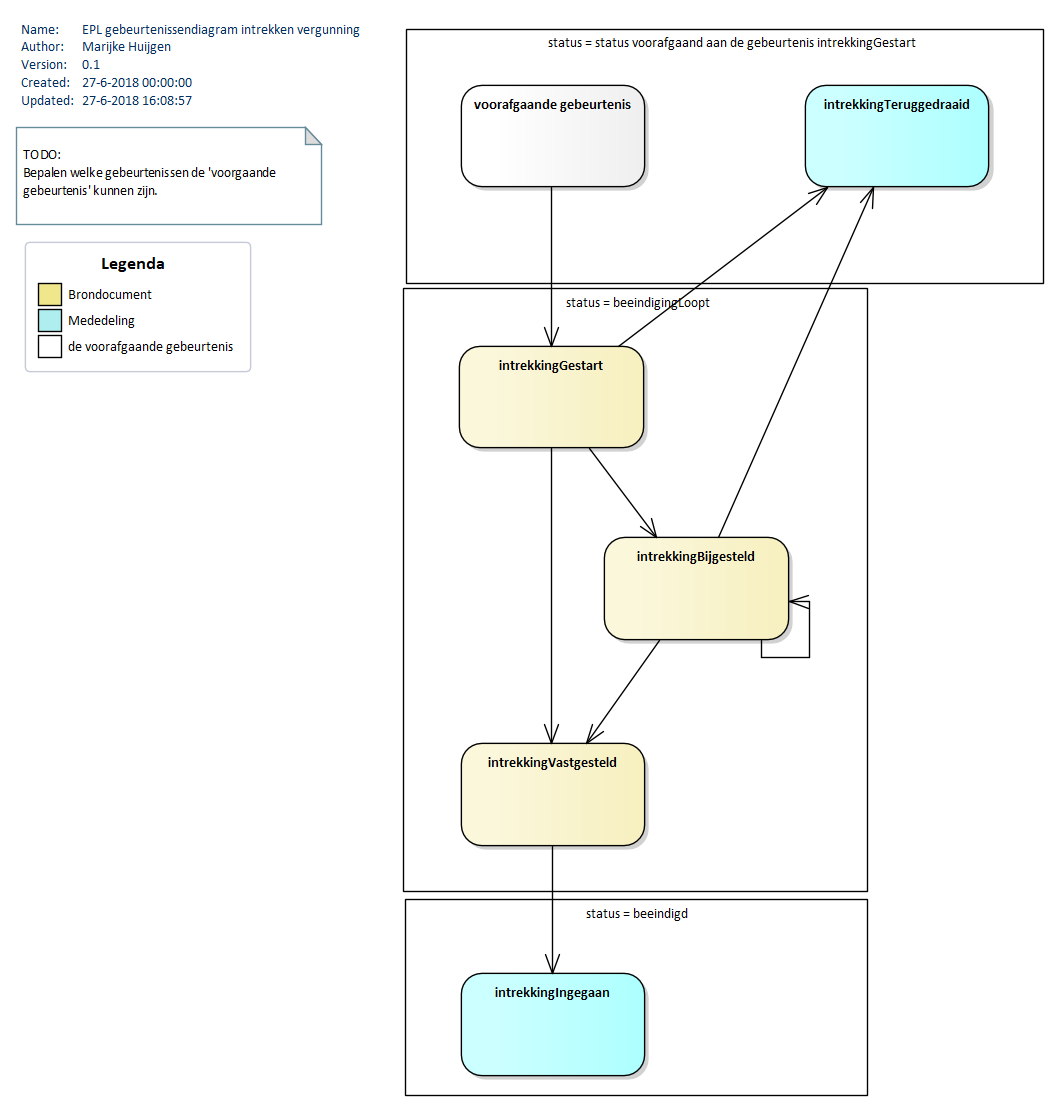 Name: EPL gebeurtenissendiagram intrekken vergunning
Author: Marijke Huijgen
Version: 0.1
Created: 27-6-2018 00:00:00
Updated: 27-6-2018 16:08:57
TODO:
Bepalen welke gebeurtenissen de 'voorgaande
gebeurtenis' kunnen zijn.
Legenda
Brondocument
Mededeling
de voorafgaande gebeurtenis
status = status voorafgaand aan de gebeurtenis intrekkingGestart
voorafgaande gebeurtenis
intrekkingTeruggedraaid
status = beeindigingLoopt
intrekkingGestart
intrekkingBijgesteld
intrekkingVastgesteld
status = beeindigd
intrekkingIngegaan